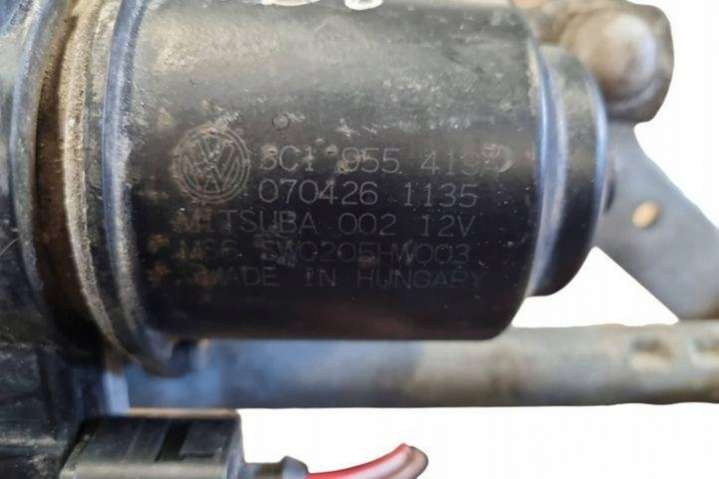 3C1 955 419
070426 1135
MITSUBA 002 12V
MADE IN HUNGARY